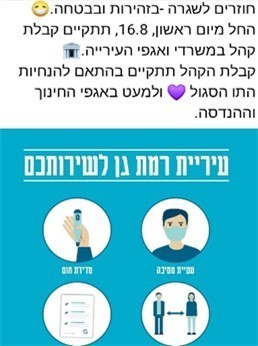 חוזרים לשגרה -בזהירות ובבטחה.😷
החל מיום ראשון, 16.8, תתקיים קבלת
קהל במשרדי ואגפי העירייה.🏛️
קבלת הקהל תתקיים בהתאם להנחיות
התו הסגול 💜 ולמעט באגפי החינוך
וההנדסה.
עיריית רמת גן לשירותכם
עטיית מסיכה
מדידת חום